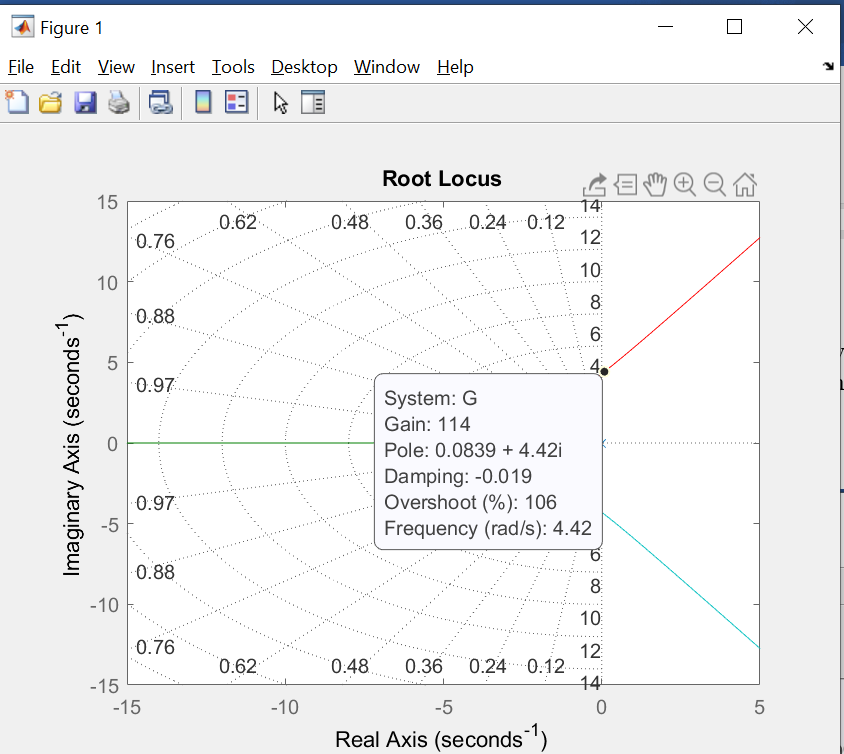 Figure 1
File Edit View Insert Tools Desktop Window Help
Root Locus
15
10
5
0
-5
-10
-15
Imaginary Axis (seconds-1)
0.62 0.48 0.36 0.24 0.12
0.76
0.88
0.97
0.97
0.88
0.76
0.62 0.48 0.36 0.24 0.12
14
12
10
8
6
4
System: G
Gain: 114
Pole: 0.0839 + 4.42i
Damping: -0.019
Overshoot (%): 106
Frequency (rad/s): 4.42
6
8
10
12
14
-15 -10 -5 0 5
Real Axis (seconds-1)